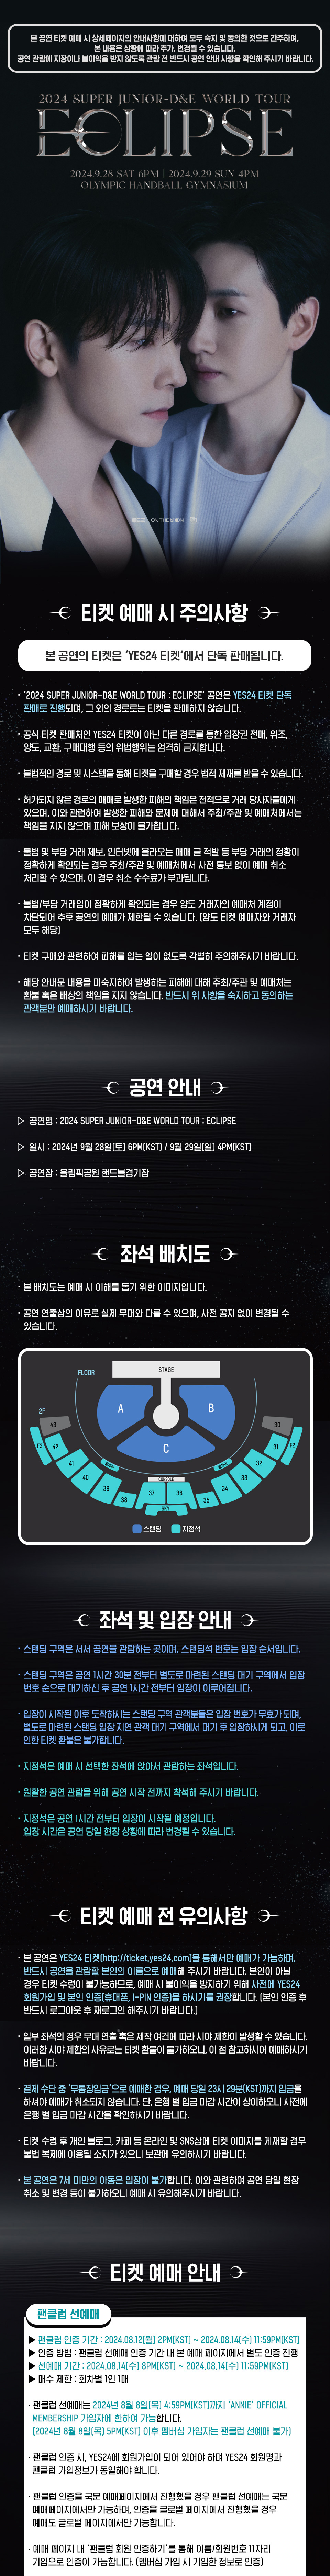 본 공연 티켓 예매 시 상세페이지의 안내사항에 대하여 모두 숙지 및 동의한 것으로 간주하며,
본 내용은 상황에 따라 추가, 변경될 수 있습니다.
공연 관람에 지장이나 불이익을 받지 않도록 관람 전 반드시 공연 안내 사항을 확인해 주시기 바랍니다.
2024 SUPER JUNIOR-D&E WORLD TOUR
ECLIPSE
2024.9.28 SAT 6PM | 2024.9.29 SUN 4PM
OLYMPIC HANDBALL GYMNASIUM
ON THE MOON
티켓 예매 시 주의사항
본 공연의 티켓은 'YES24 티켓'에서 단독 판매됩니다.
· '2024 SUPER JUNIOR-D&E WORLD TOUR : ECLIPSE' 공연은 YES24 티켓 단독
판매로 진행되며, 그 외의 경로로는 티켓을 판매하지 않습니다.
· 공식 티켓 판매처인 YES24 티켓이 아닌 다른 경로를 통한 입장권 전매, 위조,
양도, 교환, 구매대행 등의 위법행위는 엄격히 금지합니다.
· 불법적인 경로 및 시스템을 통해 티켓을 구매할 경우 법적 제재를 받을 수 있습니다.
· 허가되지 않은 경로의 매매로 발생한 피해의 책임은 전적으로 거래 당사자들에게
있으며, 이와 관련하여 발생한 피해와 문제에 대해서 주최/주관 및 예매처에서는
책임을 지지 않으며 피해 보상이 불가합니다.
· 불법 및 부당 거래 제보, 인터넷에 올라오는 매매 글 적발 등 부당 거래의 정황이
정확하게 확인되는 경우 주최/주관 및 예매처에서 사전 통보 없이 예매 취소
처리할 수 있으며, 이 경우 취소 수수료가 부과됩니다.
· 불법/부당 거래임이 정확하게 확인되는 경우 양도 거래자의 예매처 계정이
차단되어 추후 공연의 예매가 제한될 수 있습니다. (양도 티켓 예매자와 거래자
모두 해당)
· 티켓 구매와 관련하여 피해를 입는 일이 없도록 각별히 주의해주시기 바랍니다.
· 해당 안내문 내용을 미숙지하여 발생하는 피해에 대해 주최/주관 및 예매처는
환불 혹은 배상의 책임을 지지 않습니다. 반드시 위 사항을 숙지하고 동의하는
관객분만 예매하시기 바랍니다.
공연 안내
▷ 공연명 : 2024 SUPER JUNIOR-D&E WORLD TOUR : ECLIPSE
▷ 일시 : 2024년 9월 28일(토) 6PM(KST) / 9월 29일(일) 4PM(KST)
▷ 공연장 : 올림픽공원 핸드볼경기장
좌석 배치도
· 본 배치도는 예매 시 이해를 돕기 위한 이미지입니다.
· 공연 연출상의 이유로 실제 무대와 다를 수 있으며, 사전 공지 없이 변경될 수
있습니다.
FLOOR
STAGE
A
B
C
2F
43
30
F3
42
31
F2
41
32
40
33
39
CONSOLE
34
38
37
36
35
SKY
스탠딩
지정석
좌석 및 입장 안내
· 스탠딩 구역은 서서 공연을 관람하는 곳이며, 스탠딩석 번호는 입장 순서입니다.
· 스탠딩 구역은 공연 1시간 30분 전부터 별도로 마련된 스탠딩 대기 구역에서 입장
번호 순으로 대기하신 후 공연 1시간 전부터 입장이 이루어집니다.
· 입장이 시작된 이후 도착하시는 스탠딩 구역 관객분들은 입장 번호가 무효가 되며,
별도로 마련된 스탠딩 입장 지연 관객 대기 구역에서 대기 후 입장하시게 되고, 이로
인한 티켓 환불은 불가합니다.
· 지정석은 예매 시 선택한 좌석에 앉아서 관람하는 좌석입니다.
· 원활한 공연 관람을 위해 공연 시작 전까지 착석해 주시기 바랍니다.
· 지정석은 공연 1시간 전부터 입장이 시작될 예정입니다.
입장 시간은 공연 당일 현장 상황에 따라 변경될 수 있습니다.
티켓 예매 전 유의사항
· 본 공연은 YES24 티켓(http://ticket.yes24.com)을 통해서만 예매가 가능하며,
반드시 공연을 관람할 본인의 이름으로 예매해 주시기 바랍니다. 본인이 아닐
경우 티켓 수령이 불가능하므로, 예매 시 불이익을 방지하기 위해 사전에 YES24
회원가입 및 본인 인증(휴대폰, I-PIN 인증)을 하시기를 권장합니다. (본인 인증 후
반드시 로그아웃 후 재로그인 해주시기 바랍니다.)
· 일부 좌석의 경우 무대 연출 혹은 제작 여건에 따라 시야 제한이 발생할 수 있습니다.
이러한 시야 제한의 사유로는 티켓 환불이 불가하오니, 이 점 참고하시어 예매하시기
바랍니다.
· 결제 수단 중 '무통장입금'으로 예매한 경우, 예매 당일 23시 29분(KST)까지 입금을
하셔야 예매가 취소되지 않습니다. 단, 은행 별 입금 마감 시간이 상이하오니 사전에
은행 별 입금 마감 시간을 확인하시기 바랍니다.
· 티켓 수령 후 개인 블로그, 카페 등 온라인 및 SNS상에 티켓 이미지를 게재할 경우
불법 복제에 이용될 소지가 있으니 보관에 유의하시기 바랍니다.
· 본 공연은 7세 미만의 아동은 입장이 불가합니다. 이와 관련하여 공연 당일 현장
취소 및 변경 등이 불가하오니 예매 시 유의해주시기 바랍니다.
티켓 예매 안내
팬클럽 선예매
▶ 팬클럽 인증 기간 : 2024.08.12(월) 2PM(KST) ~ 2024.08.14(수) 11:59PM(KST)
▶ 인증 방법 : 팬클럽 선예매 인증 기간 내 본 예매 페이지에서 별도 인증 진행
▶ 선예매 기간 : 2024.08.14(수) 8PM(KST) ~ 2024.08.14(수) 11:59PM(KST)
▶ 매수 제한 : 회차별 1인 1매
· 팬클럽 선예매는 2024년 8월 8일(목) 4:59PM(KST)까지 'ANNIE' OFFICIAL
MEMBERSHIP 가입자에 한하여 가능합니다.
(2024년 8월 8일(목) 5PM(KST) 이후 멤버십 가입자는 팬클럽 선예매 불가)
· 팬클럽 인증 시, YES24에 회원가입이 되어 있어야 하며 YES24 회원명과
팬클럽 가입정보가 동일해야 합니다.
· 팬클럽 인증을 국문 예매페이지에서 진행했을 경우 팬클럽 선예매는 국문
예매페이지에서만 가능하며, 인증을 글로벌 페이지에서 진행했을 경우
예매도 글로벌 페이지에서만 가능합니다.
· 예매 페이지 내 '팬클럽 회원 인증하기'를 통해 이름/회원번호 11자리
기입으로 인증이 가능합니다. (멤버십 가입 시 기입한 정보로 인증)